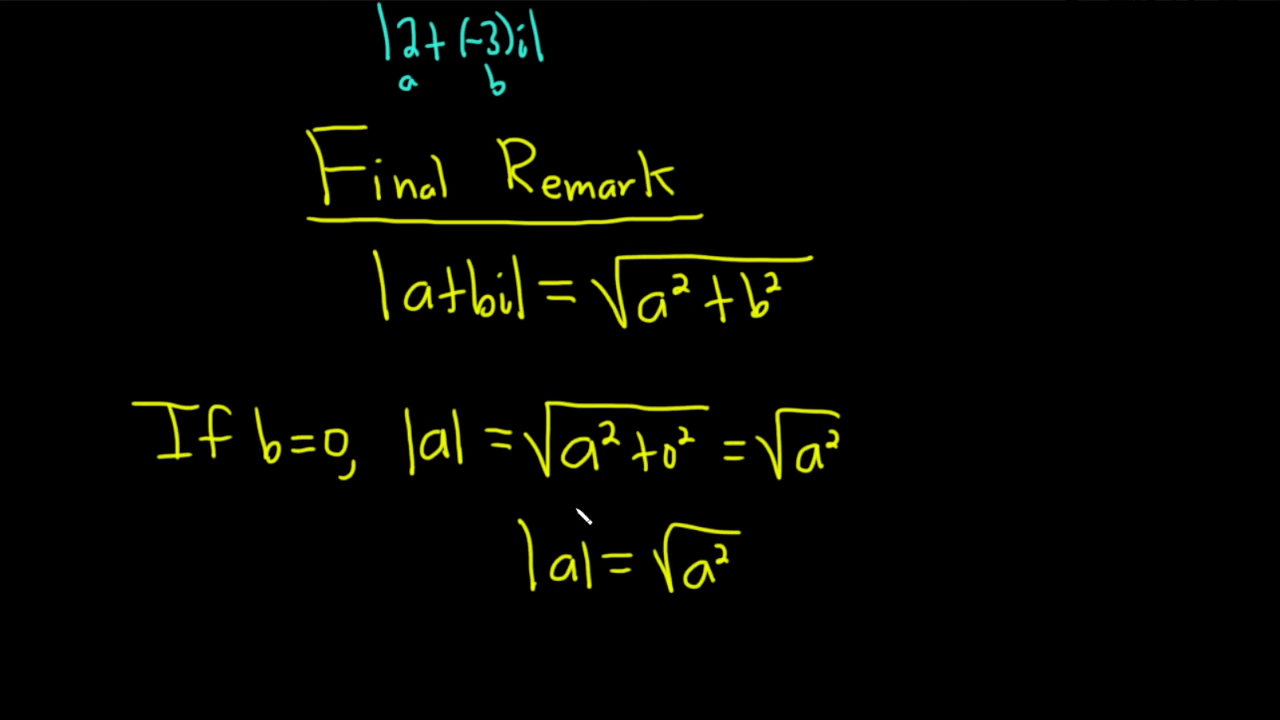 |2+(-3)i|
a b
Final Remark
|a+bi| = √a² + b²
If b=0, |a| = √a² + 0² = √a²
|a| = √a²